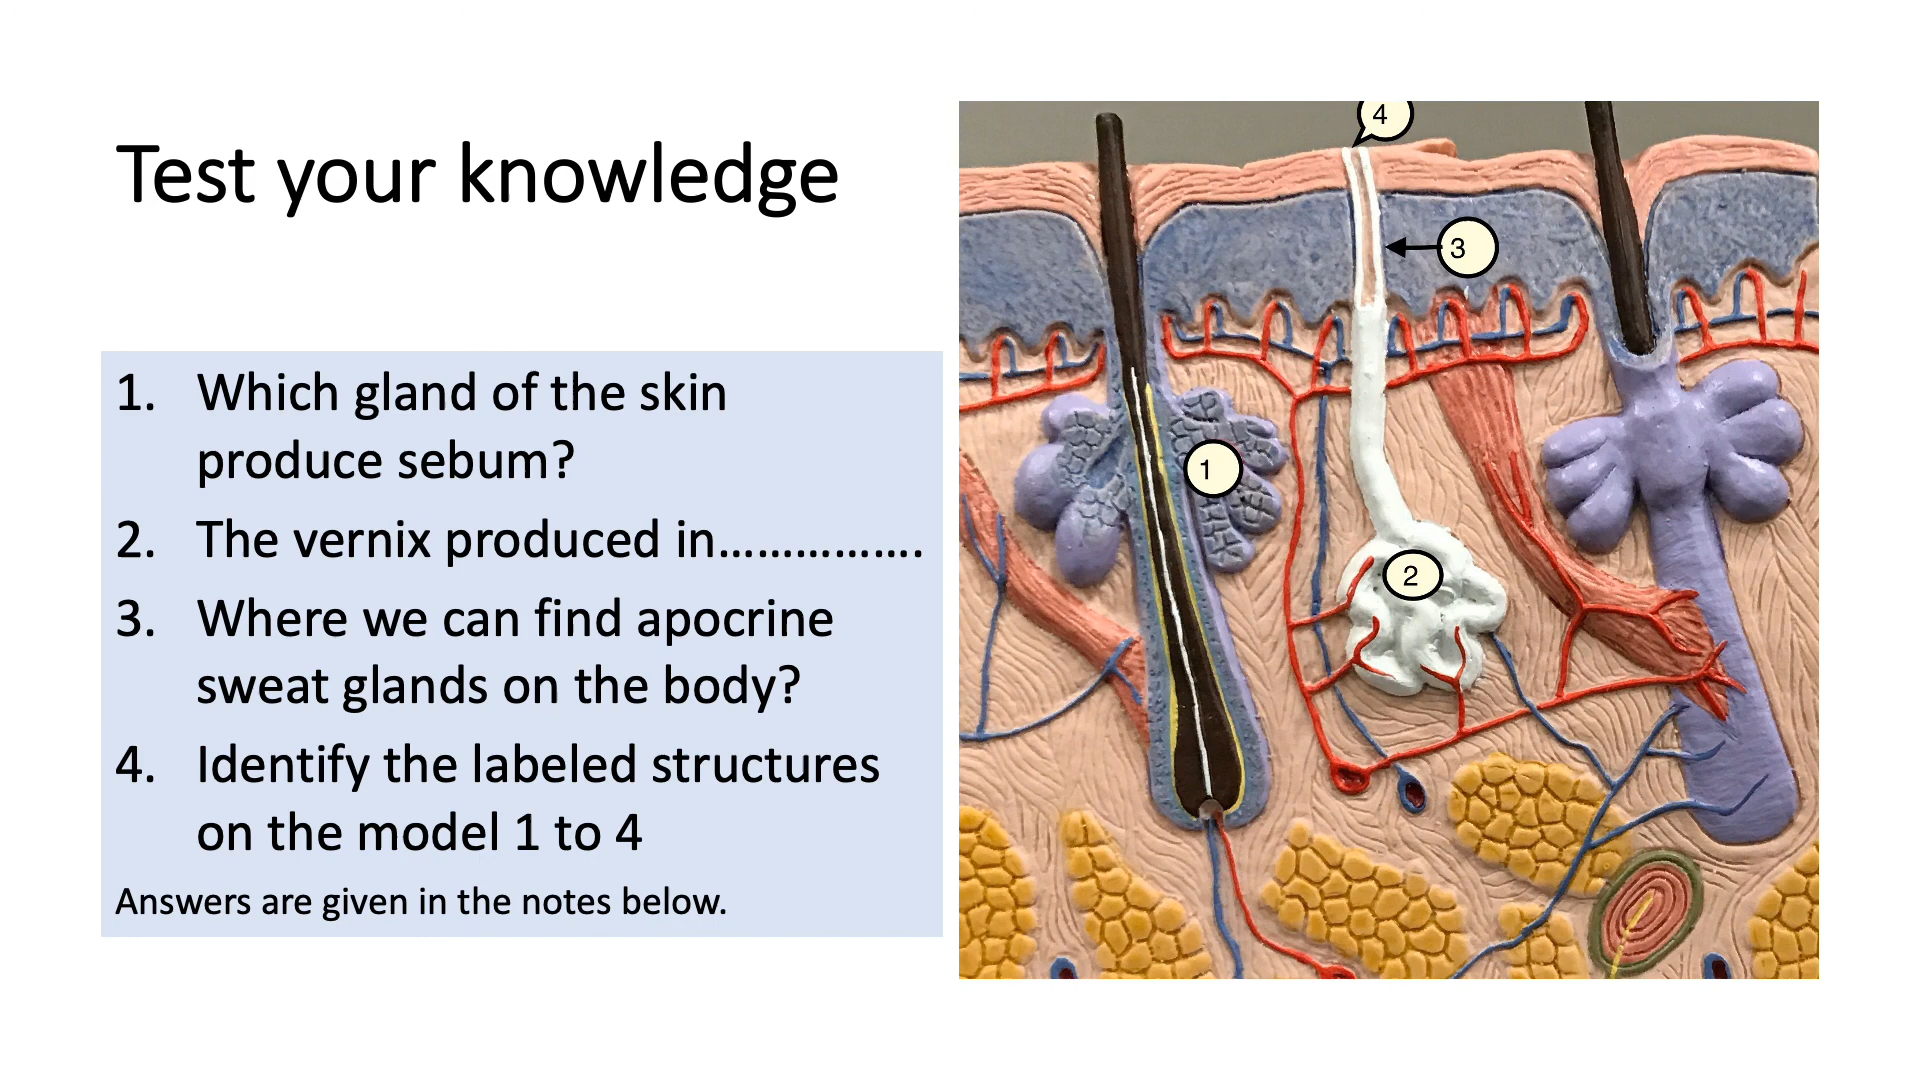 Test your knowledge
1. Which gland of the skin
produce sebum?
2. The vernix produced in…………….
3. Where we can find apocrine
sweat glands on the body?
4. Identify the labeled structures
on the model 1 to 4
Answers are given in the notes below.
4
3
1
2